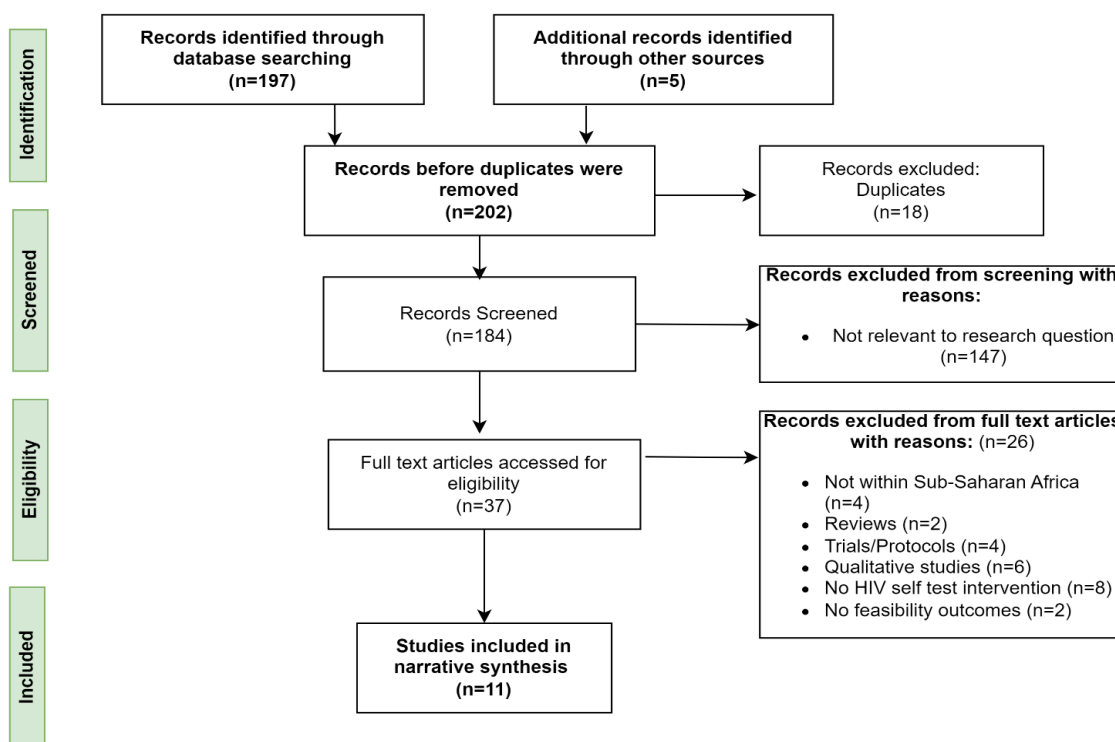 Identification
Records identified through
database searching
(n=197)
Additional records identified
through other sources
(n=5)
Records before duplicates were
removed
(n=202)
Records excluded:
Duplicates
(n=18)
Screened
Records Screened
(n=184)
Records excluded from screening with
reasons:
• Not relevant to research question
(n=147)
Eligibility
Full text articles accessed for
eligibility
(n=37)
Records excluded from full text articles
with reasons: (n=26)
• Not within Sub-Saharan Africa
(n=4)
• Reviews (n=2)
• Trials/Protocols (n=4)
• Qualitative studies (n=6)
• No HIV self test intervention (n=8)
• No feasibility outcomes (n=2)
Included
Studies included in
narrative synthesis
(n=11)